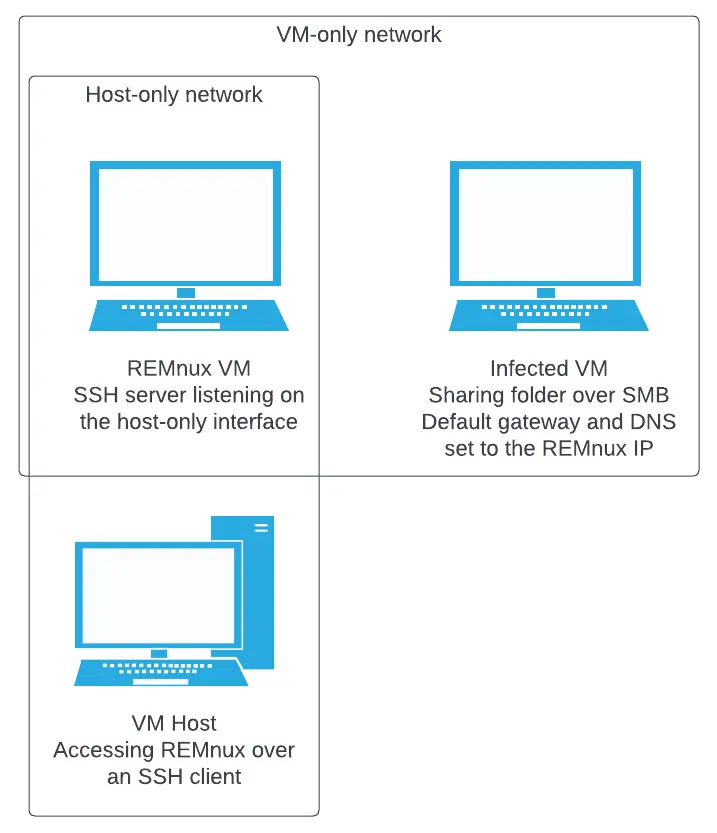 VM-only network
Host-only network
REMnux VM
SSH server listening on
the host-only interface
Infected VM
Sharing folder over SMB
Default gateway and DNS
set to the REMnux IP
VM Host
Accessing REMnux over
an SSH client